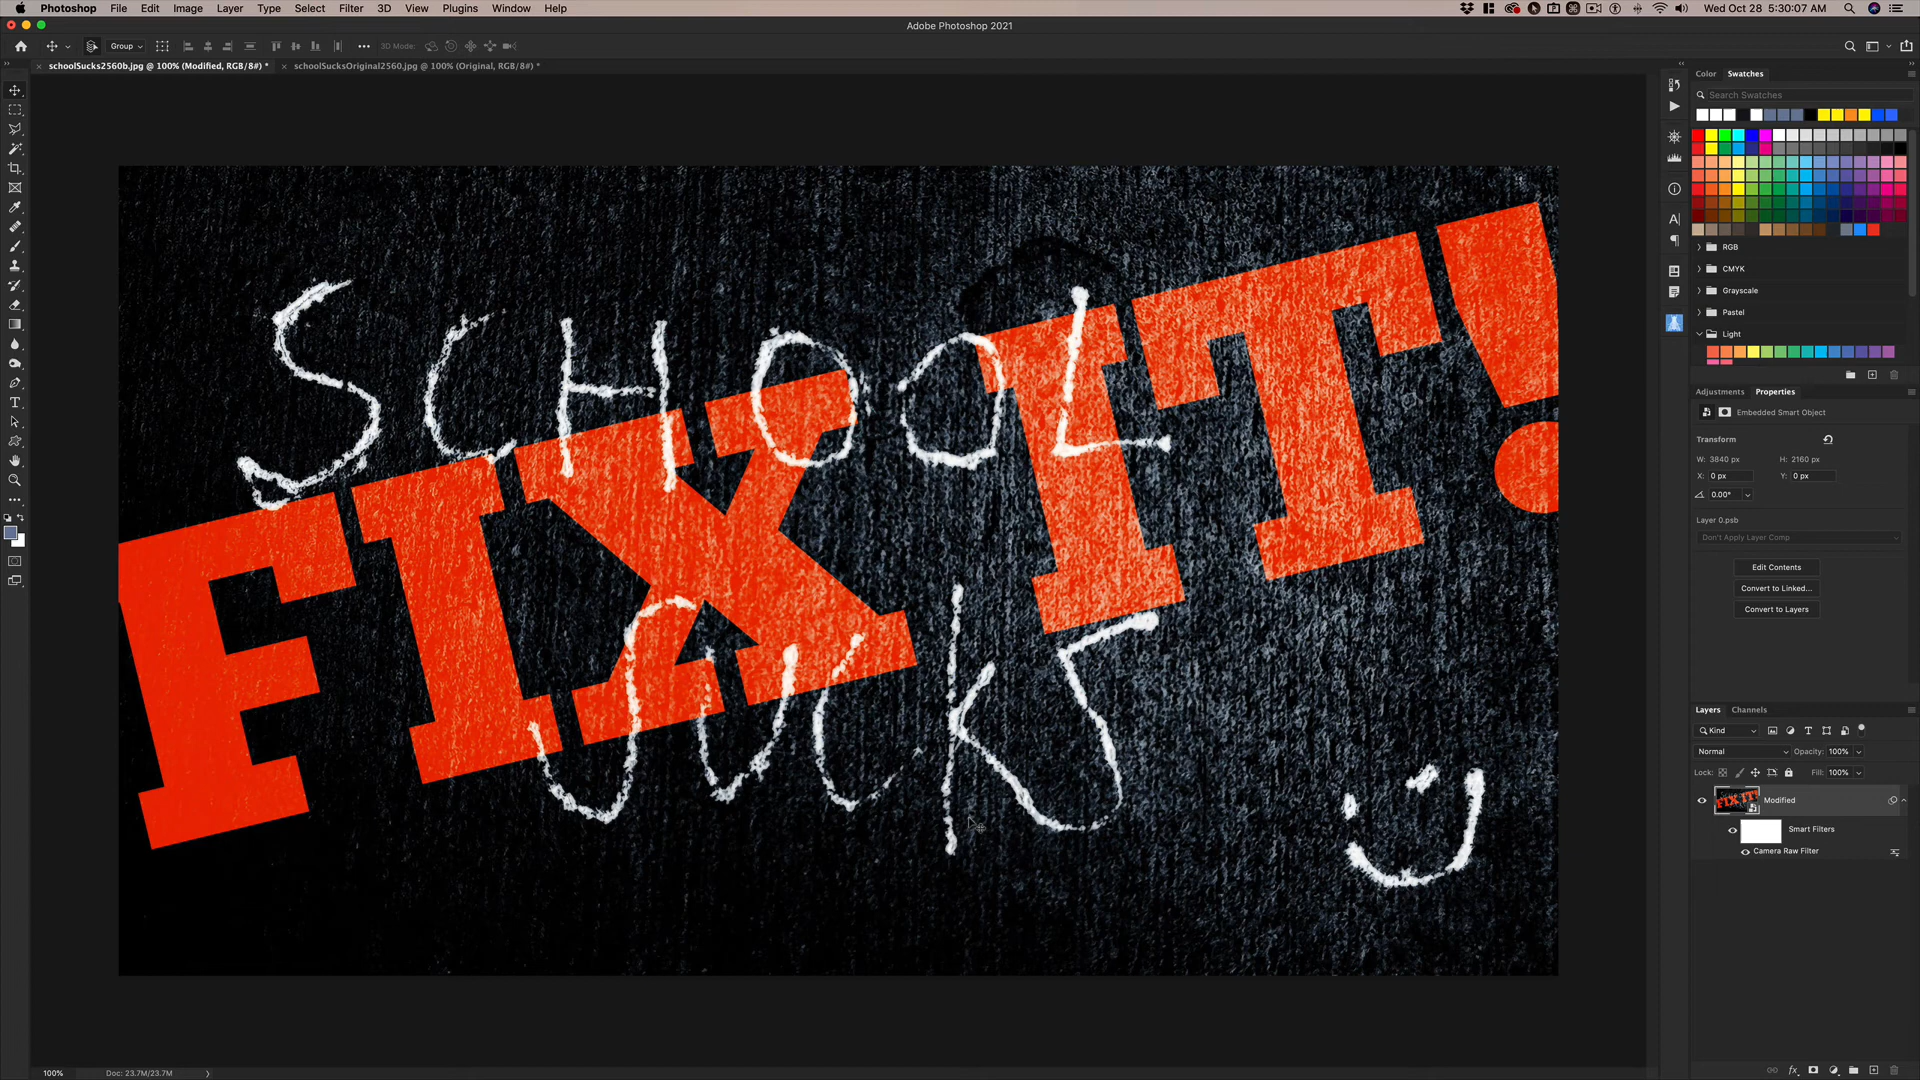 Photoshop File Edit Image Layer Type Select Filter 3D View Plugins Window Help Wed Oct 28 5:30:07 AM
Adobe Photoshop 2021
Group 3D Mode:
schoolSucks2560b.jpg @ 100% (Modified, RGB/8#) * schoolSucksOriginal2560.jpg @ 100% (Original, RGB/8#) *
SCHOOL
FIX IT!
SUCKS
Color Swatches
Search Swatches
RGB
CMYK
Grayscale
Pastel
Light
Adjustments Properties
Embedded Smart Object
Transform
W: 3840 px H: 2160 px
X: 0 px Y: 0 px
0.00°
Layer 0.psb
Don't Apply Layer Comp
Edit Contents
Convert to Linked...
Convert to Layers
Layers Channels
Kind
Normal Opacity: 100%
Lock: Fill: 100%
FIX IT! Modified
Smart Filters
Camera Raw Filter
100% Doc: 23.7M/23.7M